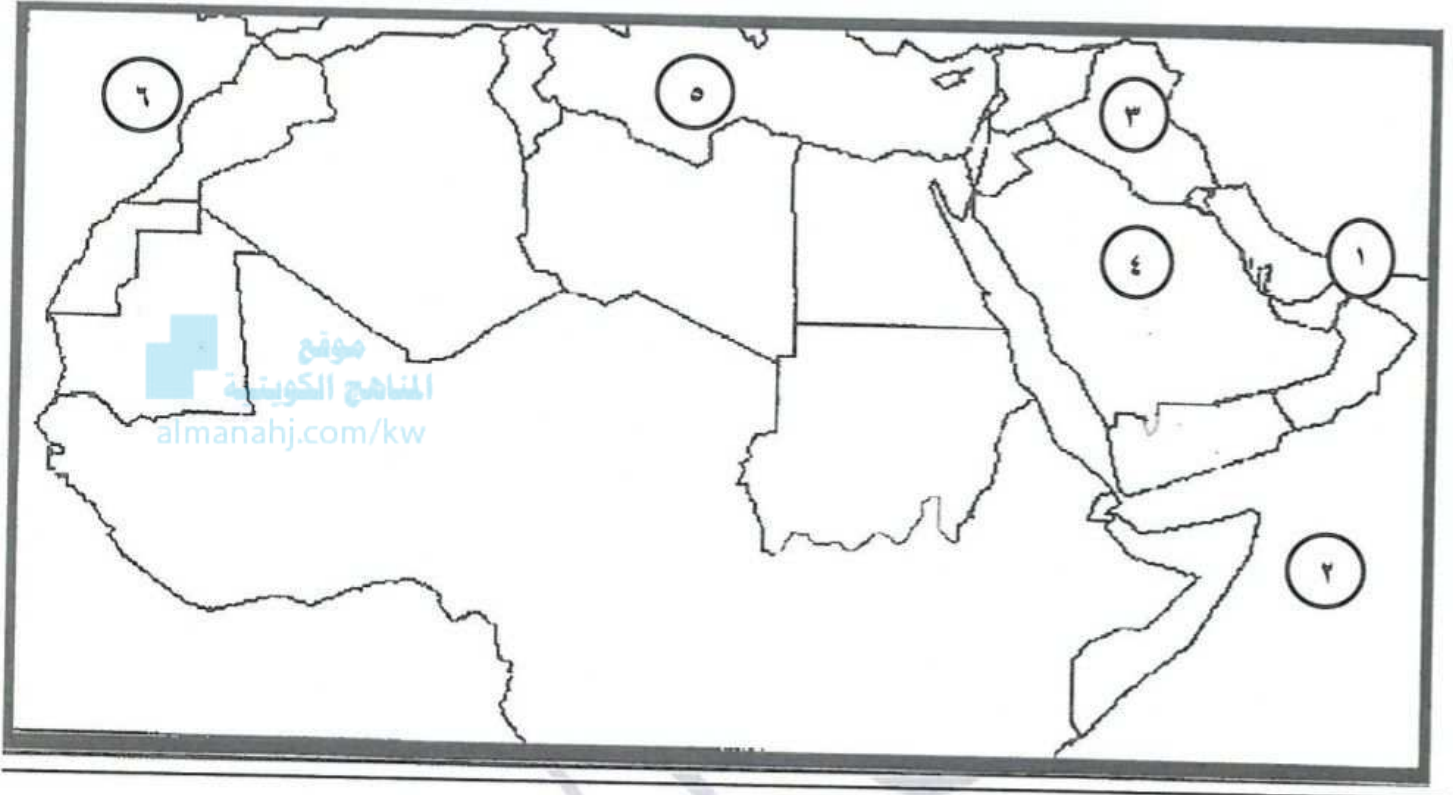 ٦
٥
٣
٤
١
موقع
المناهج الكويتية
almanahj.com/kw
٢